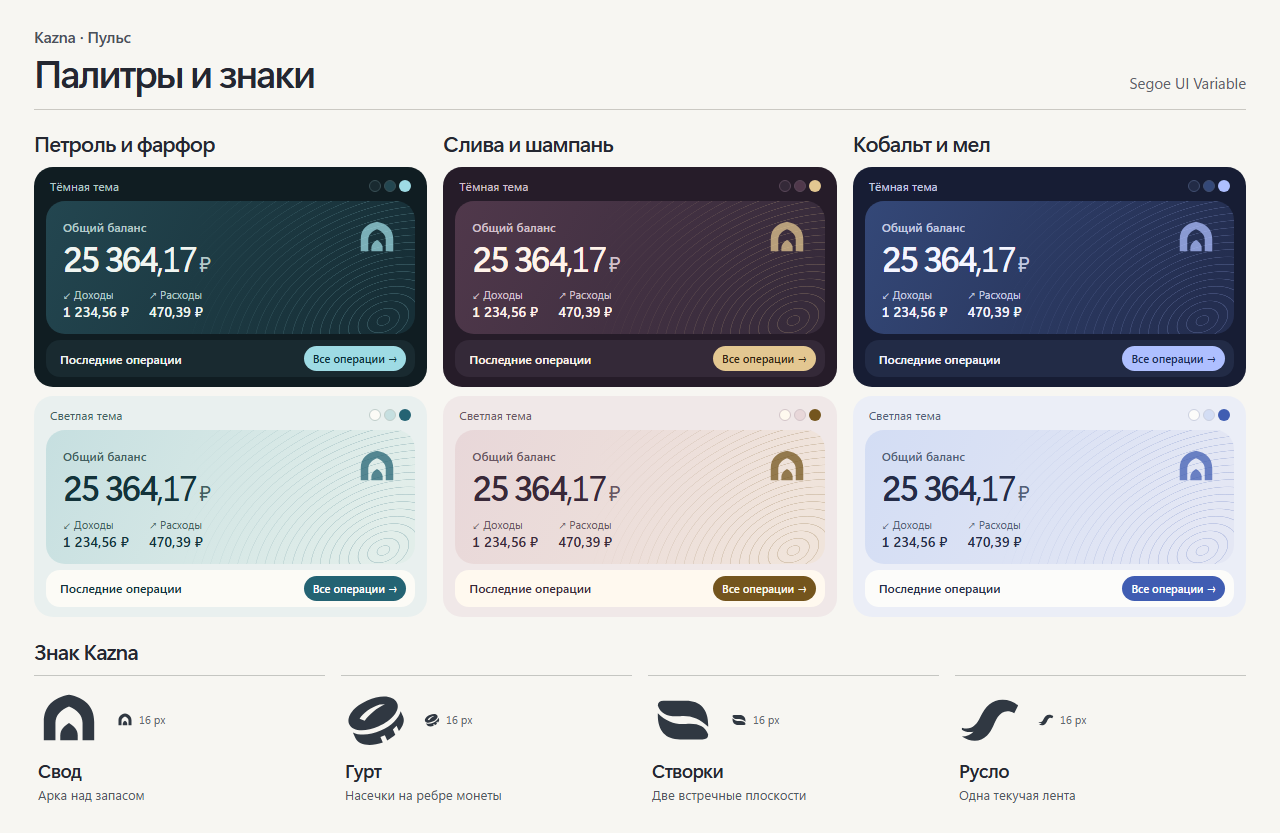 Kazna · Пульс
Палитры и знаки
Segoe UI Variable
Петроль и фарфор
Тёмная тема
Общий баланс
25 364,17 ₽
↙ Доходы
↗ Расходы
1 234,56 ₽
470,39 ₽
Последние операции
Все операции →
Светлая тема
Общий баланс
25 364,17 ₽
↙ Доходы
↗ Расходы
1 234,56 ₽
470,39 ₽
Последние операции
Все операции →
Слива и шампань
Тёмная тема
Общий баланс
25 364,17 ₽
↙ Доходы
↗ Расходы
1 234,56 ₽
470,39 ₽
Последние операции
Все операции →
Светлая тема
Общий баланс
25 364,17 ₽
↙ Доходы
↗ Расходы
1 234,56 ₽
470,39 ₽
Последние операции
Все операции →
Кобальт и мел
Тёмная тема
Общий баланс
25 364,17 ₽
↙ Доходы
↗ Расходы
1 234,56 ₽
470,39 ₽
Последние операции
Все операции →
Светлая тема
Общий баланс
25 364,17 ₽
↙ Доходы
↗ Расходы
1 234,56 ₽
470,39 ₽
Последние операции
Все операции →
Знак Kazna
16 px
Свод
Арка над запасом
16 px
Гурт
Насечки на ребре монеты
16 px
Створки
Две встречные плоскости
16 px
Русло
Одна текучая лента